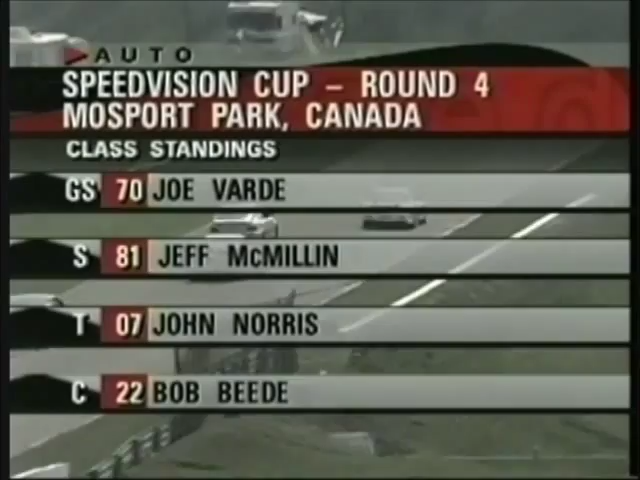 AUTO
SPEEDVISION CUP – ROUND 4
MOSPORT PARK, CANADA
CLASS STANDINGS
GS 70 JOE VARDE
S 81 JEFF McMILLIN
T 07 JOHN NORRIS
C 22 BOB BEEDE